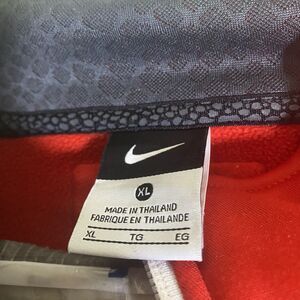 XL
MADE IN THAILAND
FABRIQUE EN THAILANDE
XL TG EG